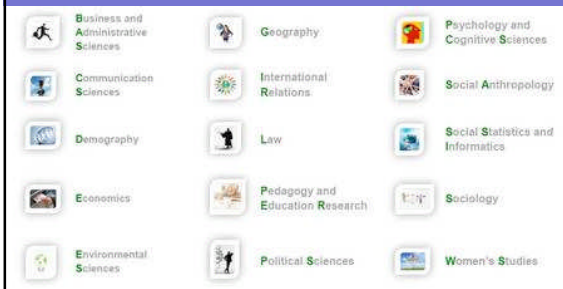 Business and
Administrative
Sciences
Communication
Sciences
Demography
Economics
Environmental
Sciences
Geography
International
Relations
Law
Pedagogy and
Education Research
Political Sciences
Psychology and
Cognitive Sciences
Social Anthropology
Social Statistics and
Informatics
Sociology
Women's Studies